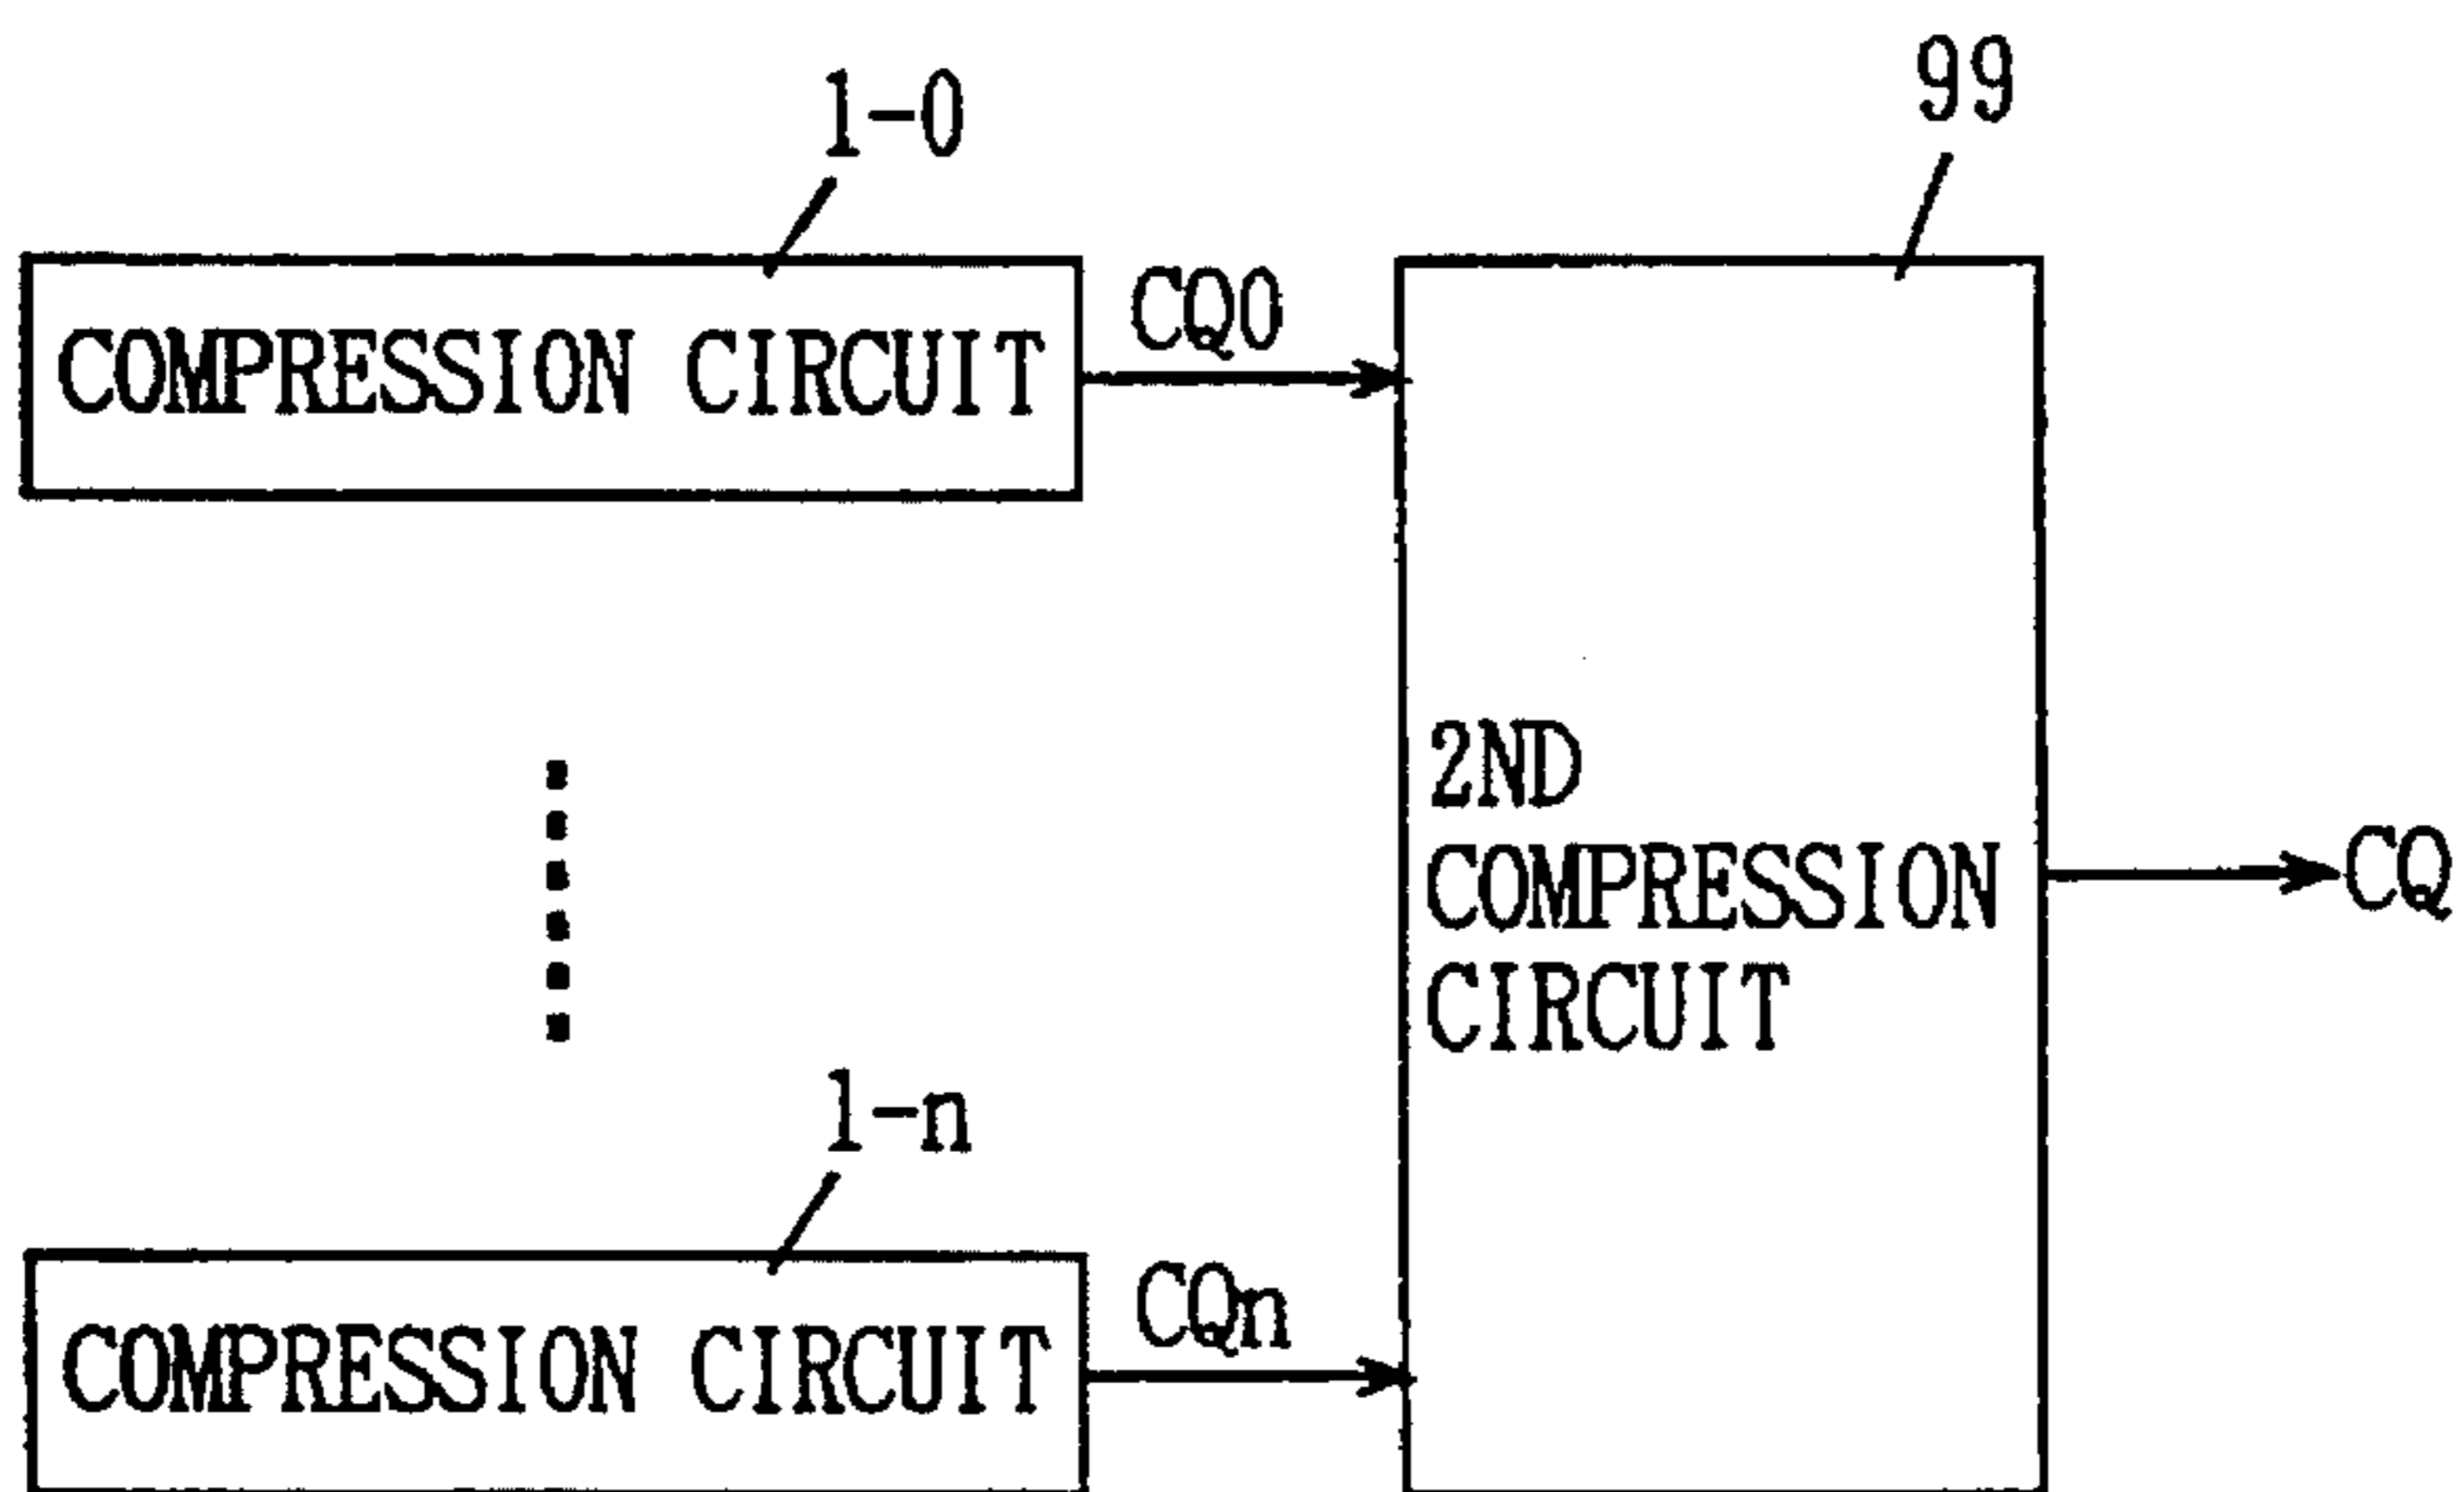 1-0
99
COMPRESSION CIRCUIT
CQ0
2ND
COMPRESSION
CIRCUIT
CQ
1-n
COMPRESSION CIRCUIT
CQn